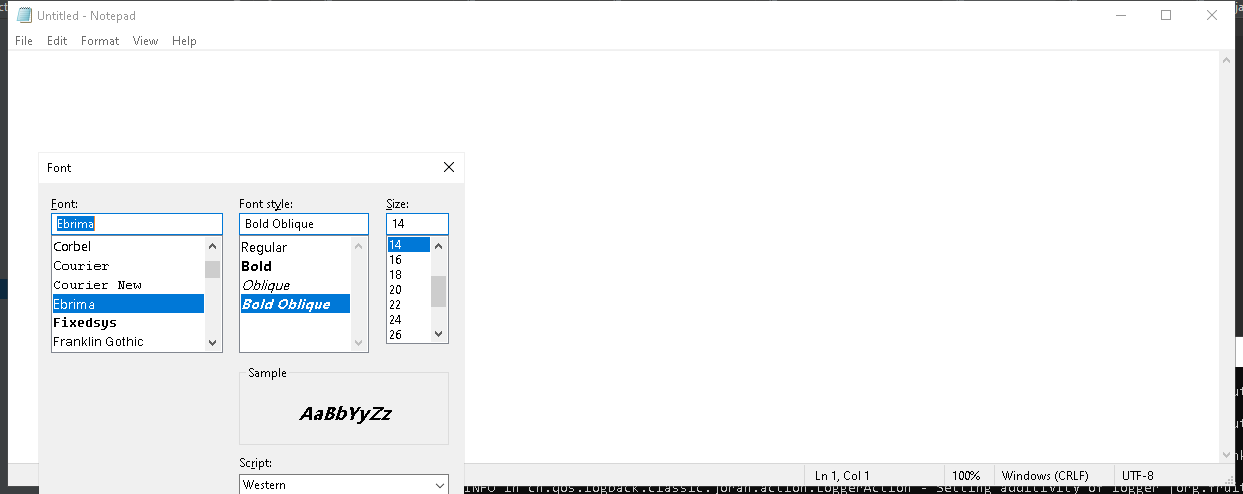 Untitled - Notepad
File Edit Format View Help
Font
Font: Font style: Size:
Ebrima Bold Oblique 14
Corbel
Courier
Courier New
Ebrima
Fixedsys
Franklin Gothic
Regular
Bold
Oblique
Bold Oblique
14
16
18
20
22
24
26
Sample
AaBbYyZz
Script:
Western
Ln 1, Col 1 100% Windows (CRLF) UTF-8
INFO in ch.qos.logback.classic.joran.action.LoggerAction - Setting additivity of logger